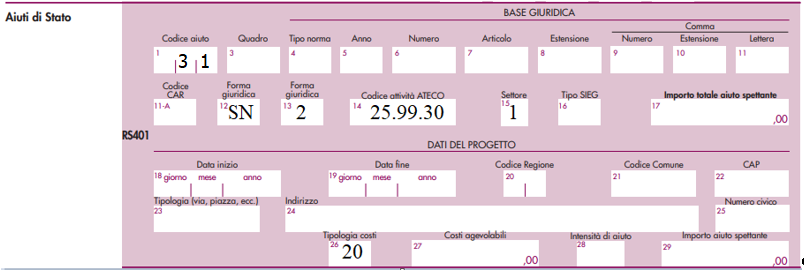 Aiuti di Stato
BASE GIURIDICA
Comma
Codice aiuto Quadro Tipo norma Anno Numero Articolo Estensione Numero Estensione Lettera
1 3 1 3 4 5 6 7 8 9 10 11
Codice CAR Forma giuridica Forma giuridica Codice attività ATECO Settore Tipo SIEG Importo totale aiuto spettante
11-A 12 SN 13 2 14 25.99.30 15 1 16 17 ,00
RS401
DATI DEL PROGETTO
Data inizio Data fine Codice Regione Codice Comune CAP
18 giorno mese anno 19 giorno mese anno 20 21 22
Tipologia (via, piazza, ecc.) Indirizzo Numero civico
23 24 25
Tipologia costi Costi agevolabili Intensità di aiuto Importo aiuto spettante
26 20 27 ,00 28 29 ,00